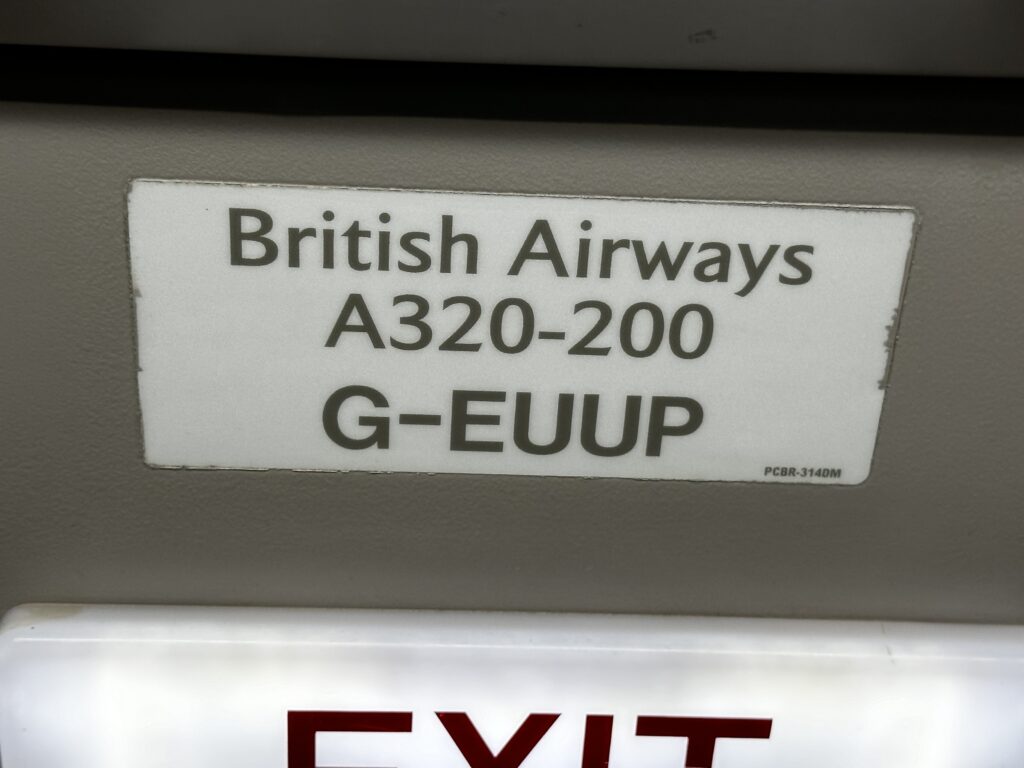 British Airways
A320-200
G-EUUP
PCBR-314DM
EXIT